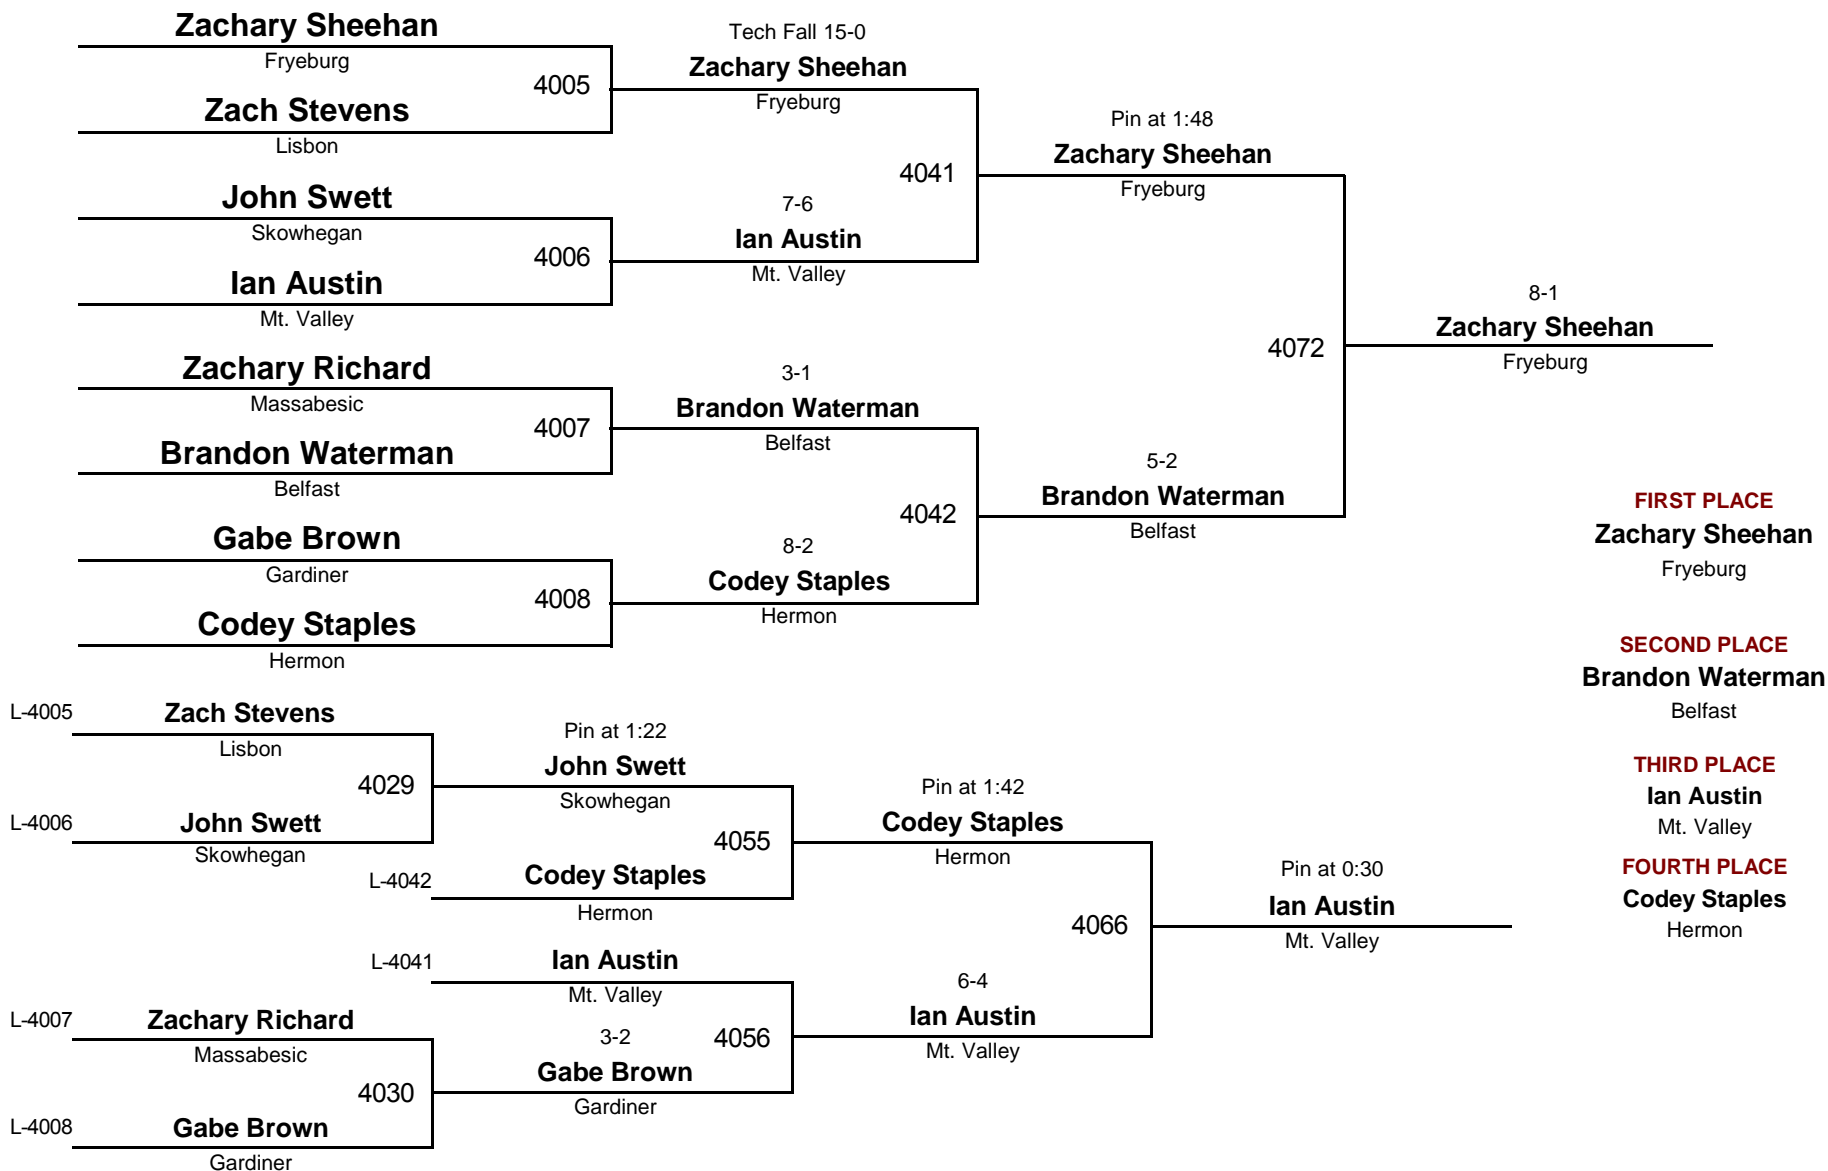 Zachary Sheehan
Fryeburg
4005
Zach Stevens
Lisbon
John Swett
Skowhegan
4006
Ian Austin
Mt. Valley
Zachary Richard
Massabesic
4007
Brandon Waterman
Belfast
Gabe Brown
Gardiner
4008
Codey Staples
Hermon
Tech Fall 15-0
Zachary Sheehan
Fryeburg
4041
7-6
Ian Austin
Mt. Valley
3-1
Brandon Waterman
Belfast
4042
8-2
Codey Staples
Hermon
Pin at 1:48
Zachary Sheehan
Fryeburg
4072
5-2
Brandon Waterman
Belfast
8-1
Zachary Sheehan
Fryeburg
L-4005
Zach Stevens
Lisbon
4029
L-4006
John Swett
Skowhegan
L-4007
Zachary Richard
Massabesic
4030
L-4008
Gabe Brown
Gardiner
Pin at 1:22
John Swett
Skowhegan
4055
L-4042
Codey Staples
Hermon
L-4041
Ian Austin
Mt. Valley
4056
3-2
Gabe Brown
Gardiner
Pin at 1:42
Codey Staples
Hermon
4066
6-4
Ian Austin
Mt. Valley
Pin at 0:30
Ian Austin
Mt. Valley
FIRST PLACE
Zachary Sheehan
Fryeburg
SECOND PLACE
Brandon Waterman
Belfast
THIRD PLACE
Ian Austin
Mt. Valley
FOURTH PLACE
Codey Staples
Hermon